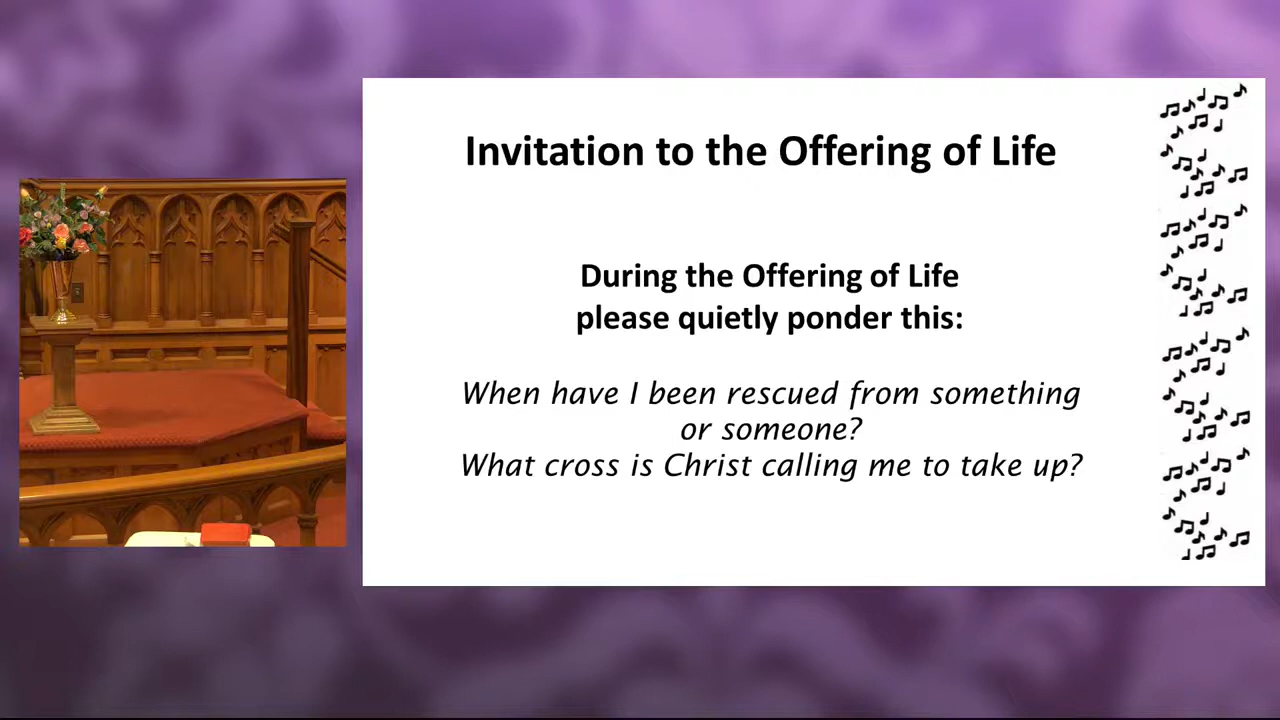 Invitation to the Offering of Life
During the Offering of Life
please quietly ponder this:
When have I been rescued from something
or someone?
What cross is Christ calling me to take up?